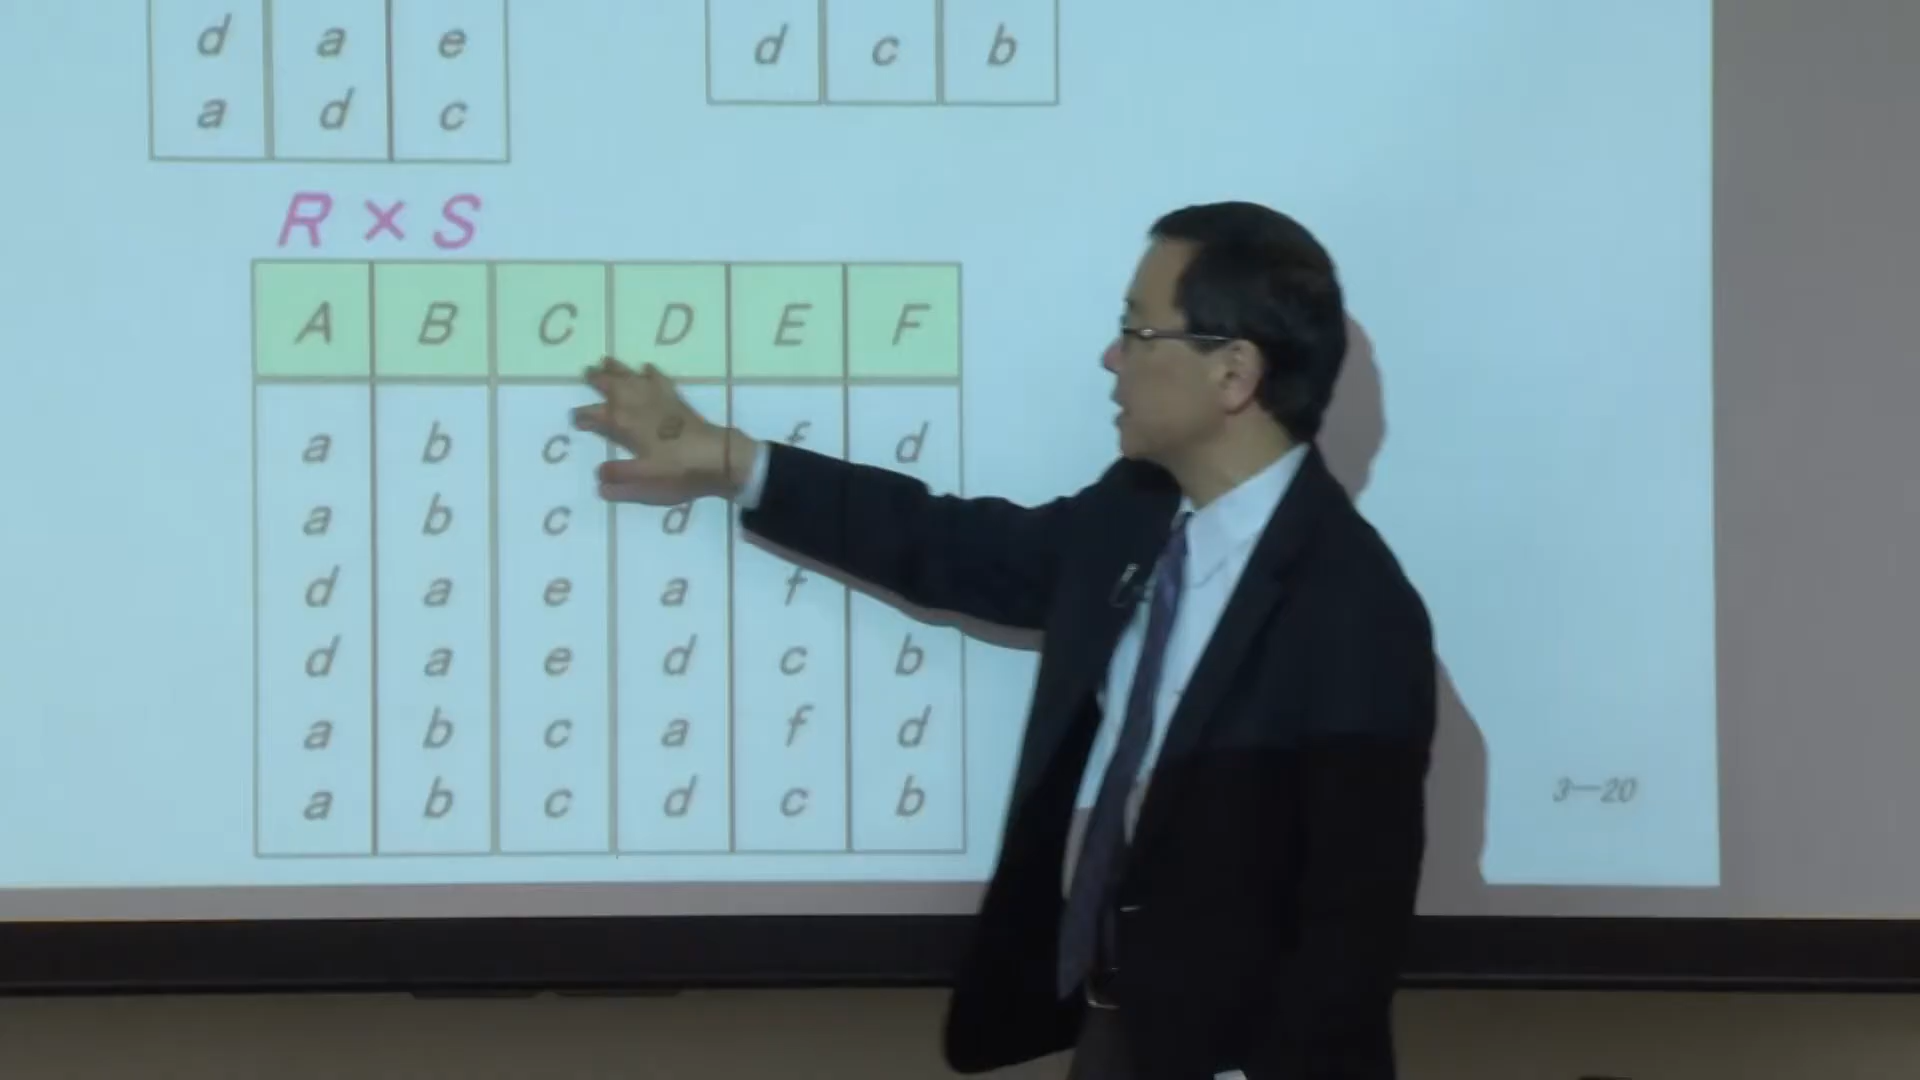 d a e d c b
a d c
R × S
A B C D E F
a b c a f d
a b c d
d a e a f
d a e d c b
a b c a f d
a b c d c b
3—20